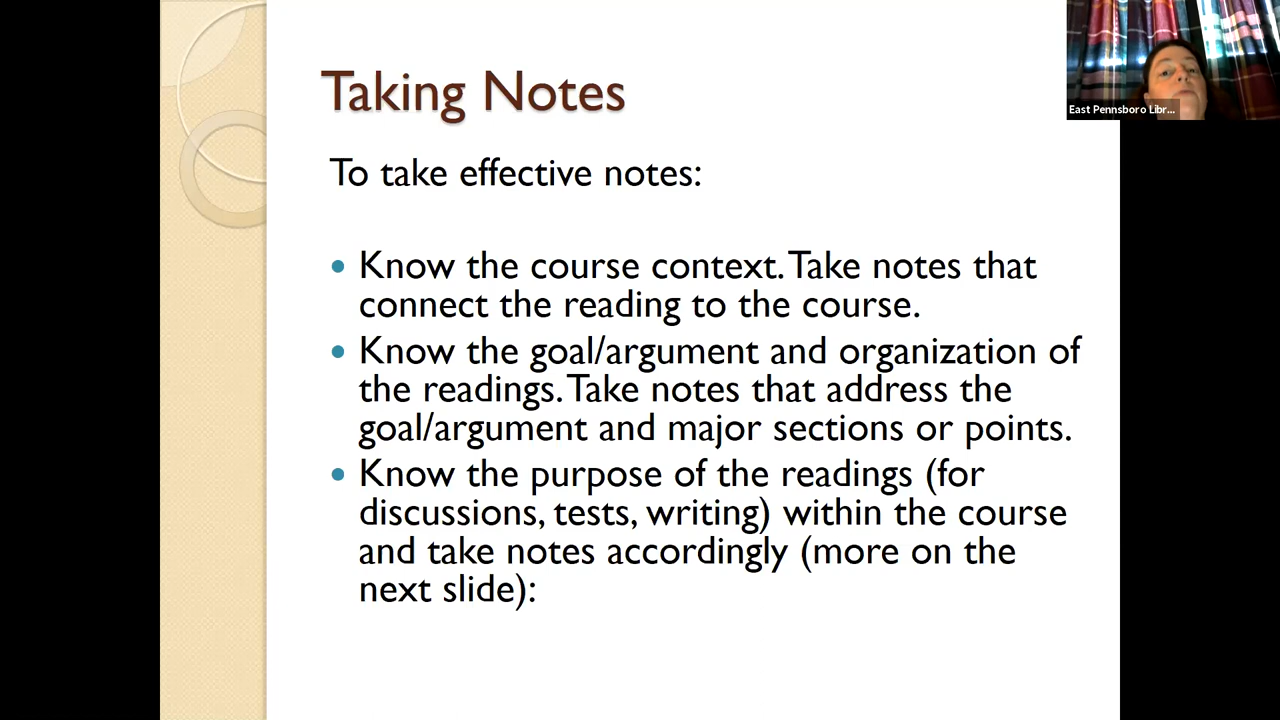 Taking Notes
East Pennsboro Libr...
To take effective notes:
• Know the course context. Take notes that
connect the reading to the course.
• Know the goal/argument and organization of
the readings. Take notes that address the
goal/argument and major sections or points.
• Know the purpose of the readings (for
discussions, tests, writing) within the course
and take notes accordingly (more on the
next slide):